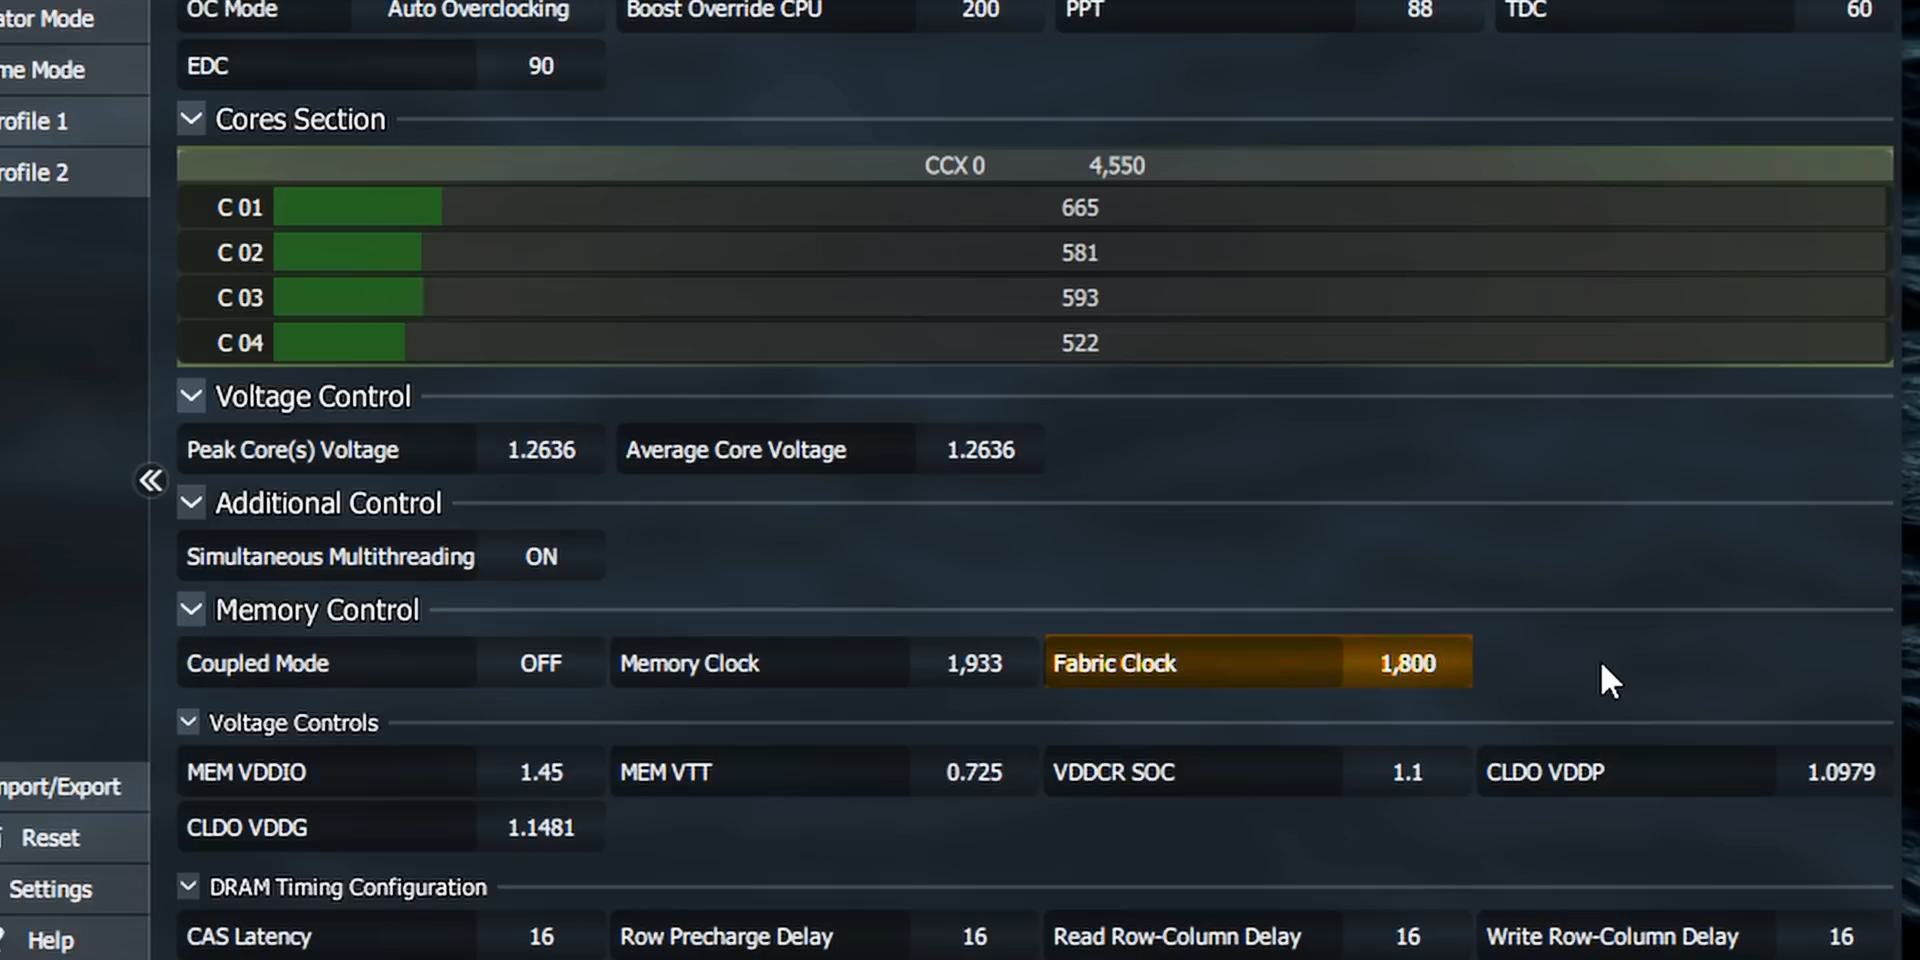 ator Mode
me Mode
rofile 1
rofile 2
mport/Export
Reset
Settings
Help
OC Mode Auto Overclocking Boost Override CPU 200 PPT 88 TDC 60
EDC 90
Cores Section
CCX 0 4,550
C 01 665
C 02 581
C 03 593
C 04 522
Voltage Control
Peak Core(s) Voltage 1.2636 Average Core Voltage 1.2636
Additional Control
Simultaneous Multithreading ON
Memory Control
Coupled Mode OFF Memory Clock 1,933 Fabric Clock 1,800
Voltage Controls
MEM VDDIO 1.45 MEM VTT 0.725 VDDCR SOC 1.1 CLDO VDDP 1.0979
CLDO VDDG 1.1481
DRAM Timing Configuration
CAS Latency 16 Row Precharge Delay 16 Read Row-Column Delay 16 Write Row-Column Delay 16